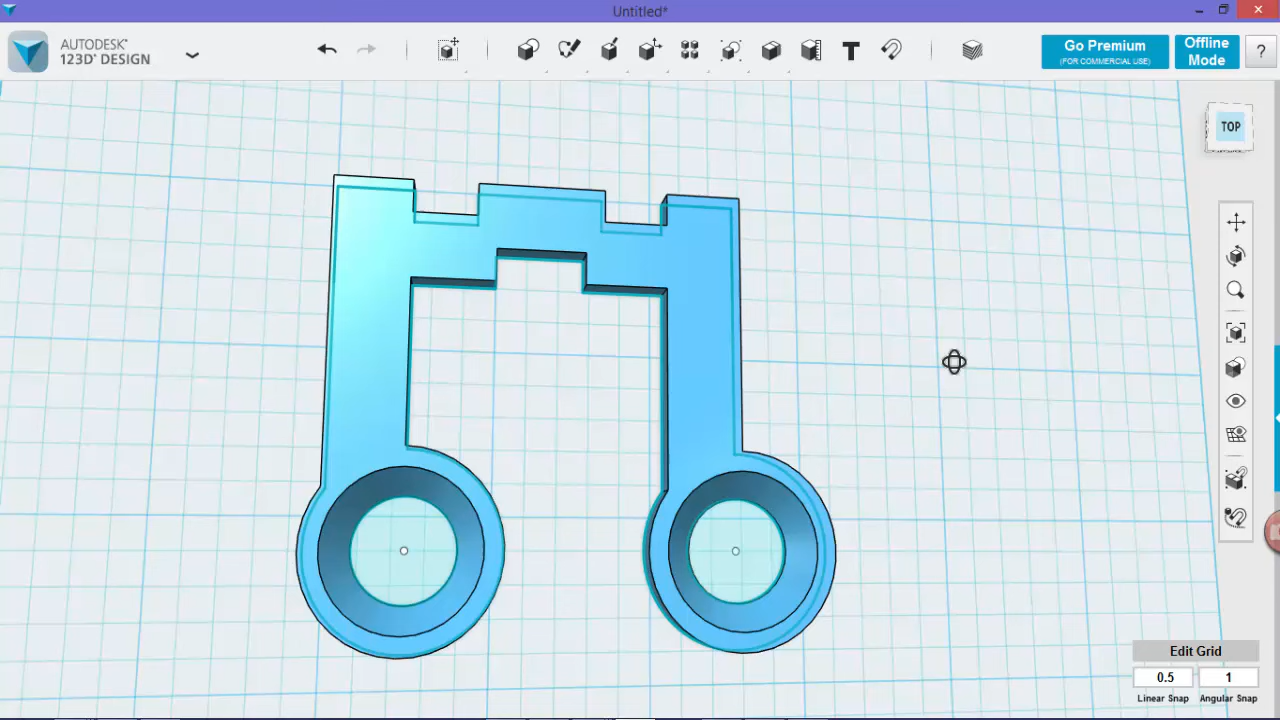 Untitled*
AUTODESK®
123D® DESIGN
Go Premium
(FOR COMMERCIAL USE)
Offline
Mode
?
TOP
Edit Grid
0.5
1
Linear Snap
Angular Snap